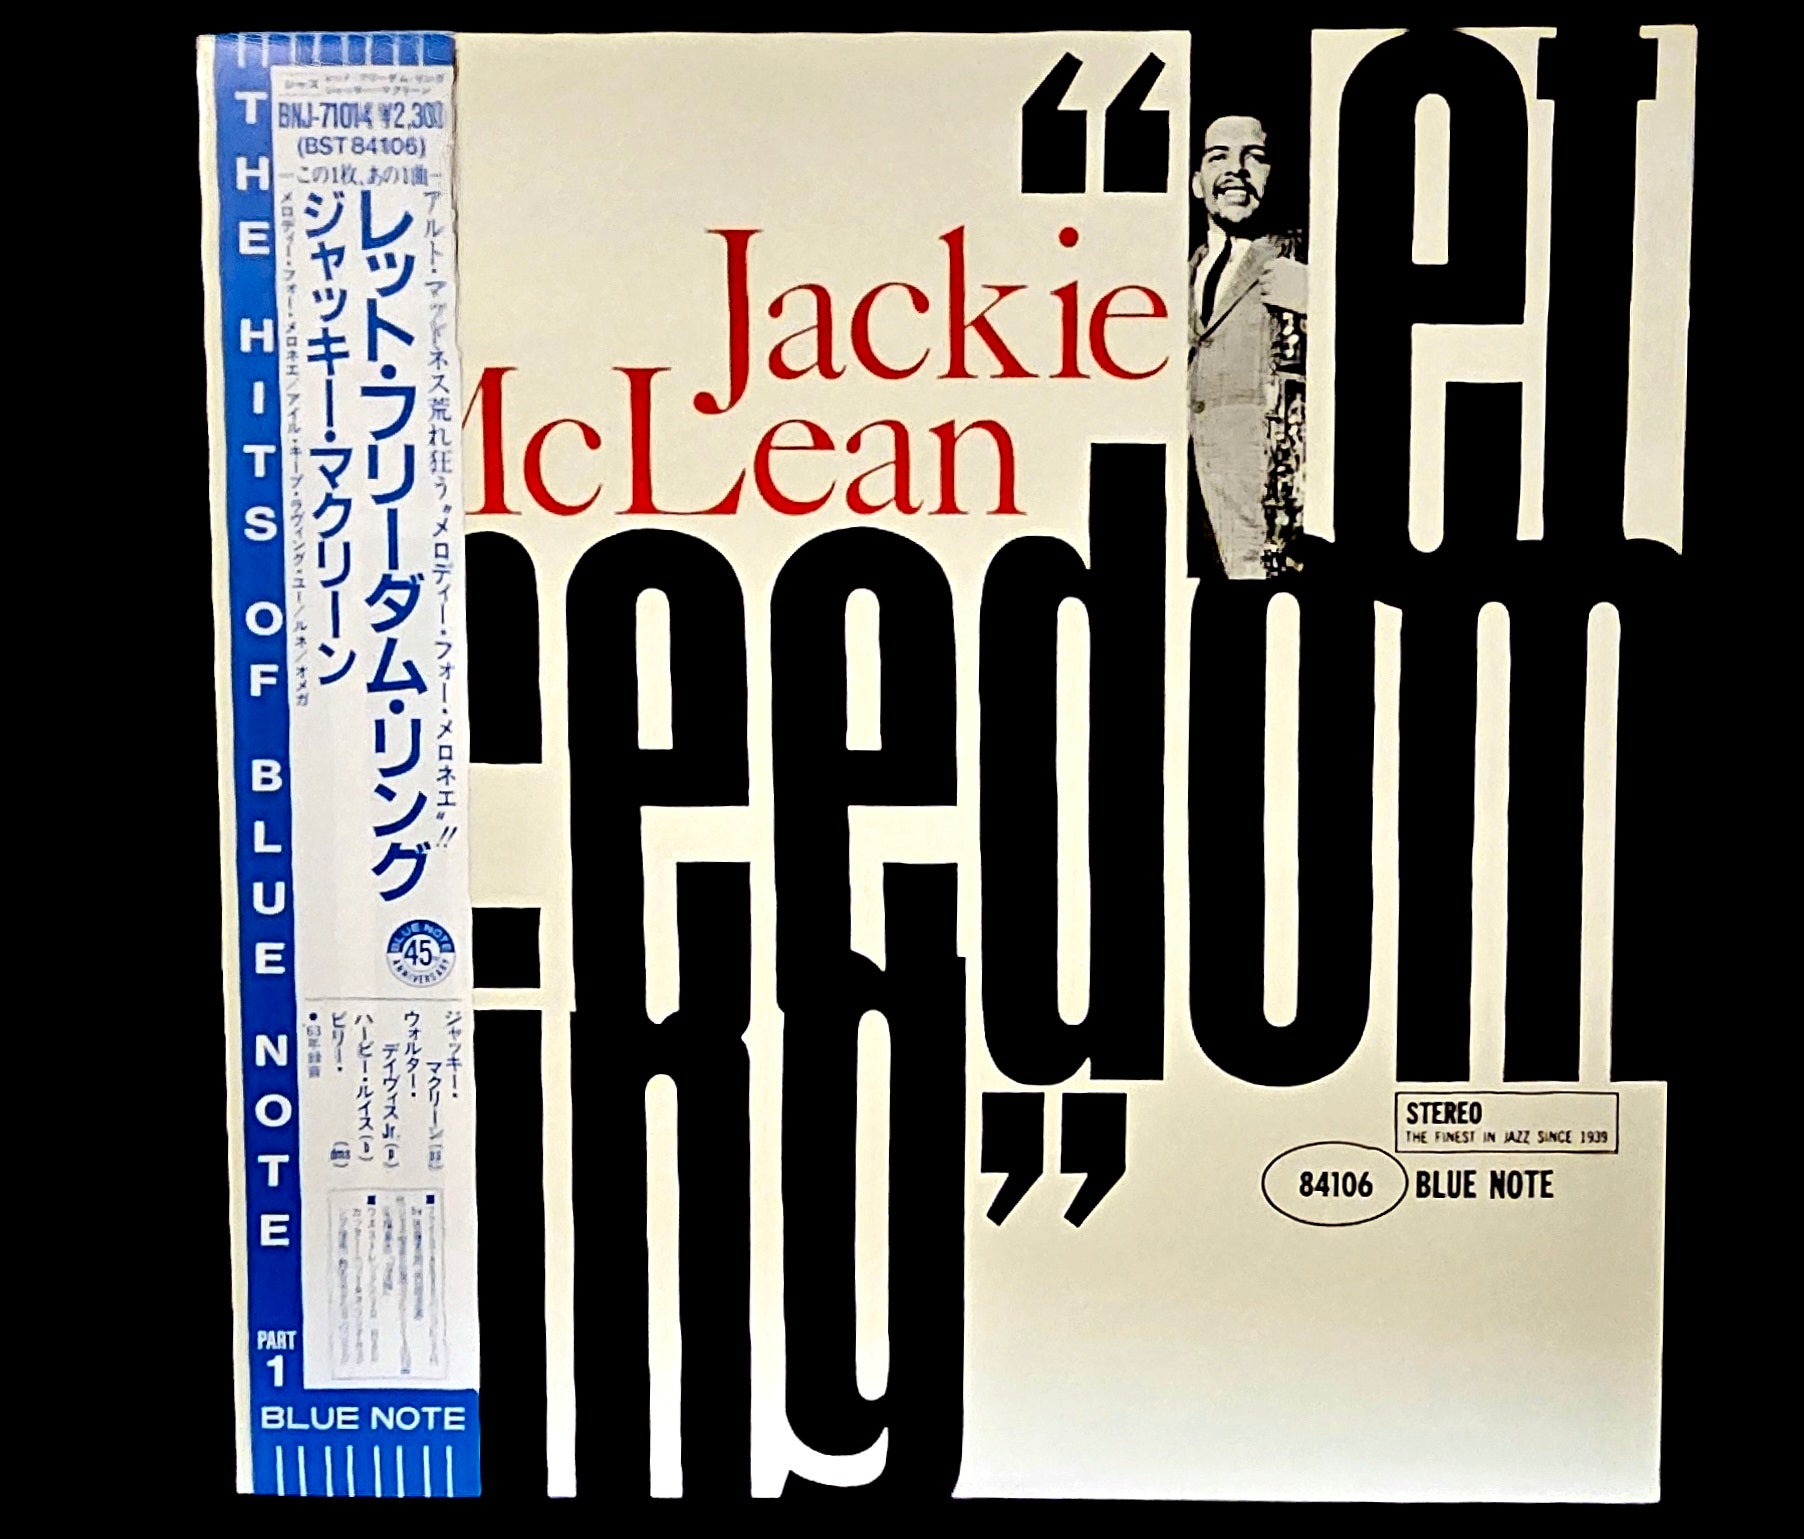 THE HITS OF BLUE NOTE
PART
1
BLUE NOTE
BNJ-71014 ¥2,300
(BST 84106)
—この1枚、あの1曲—
アルト・マッドネス荒れ狂う“メロディー・フォー・メロネエ”!!
レット・フリーダム・リング
ジャッキー・マクリーン
メロディー・フォー・メロネエ/アイル・キープ・ラヴィング・ユー/ルネ/オメガ
BLUE NOTE
45
ANNIVERSARY
ジャッキー・マクリーン(as)
ウォルター・デイヴィスJr.(p)
ハービー・ルイス(b)
ビリー・
(dms)
●'63年録音
“let
Jackie
McLean
freedom
ring”
STEREO
THE FINEST IN JAZZ SINCE 1939
84106 BLUE NOTE